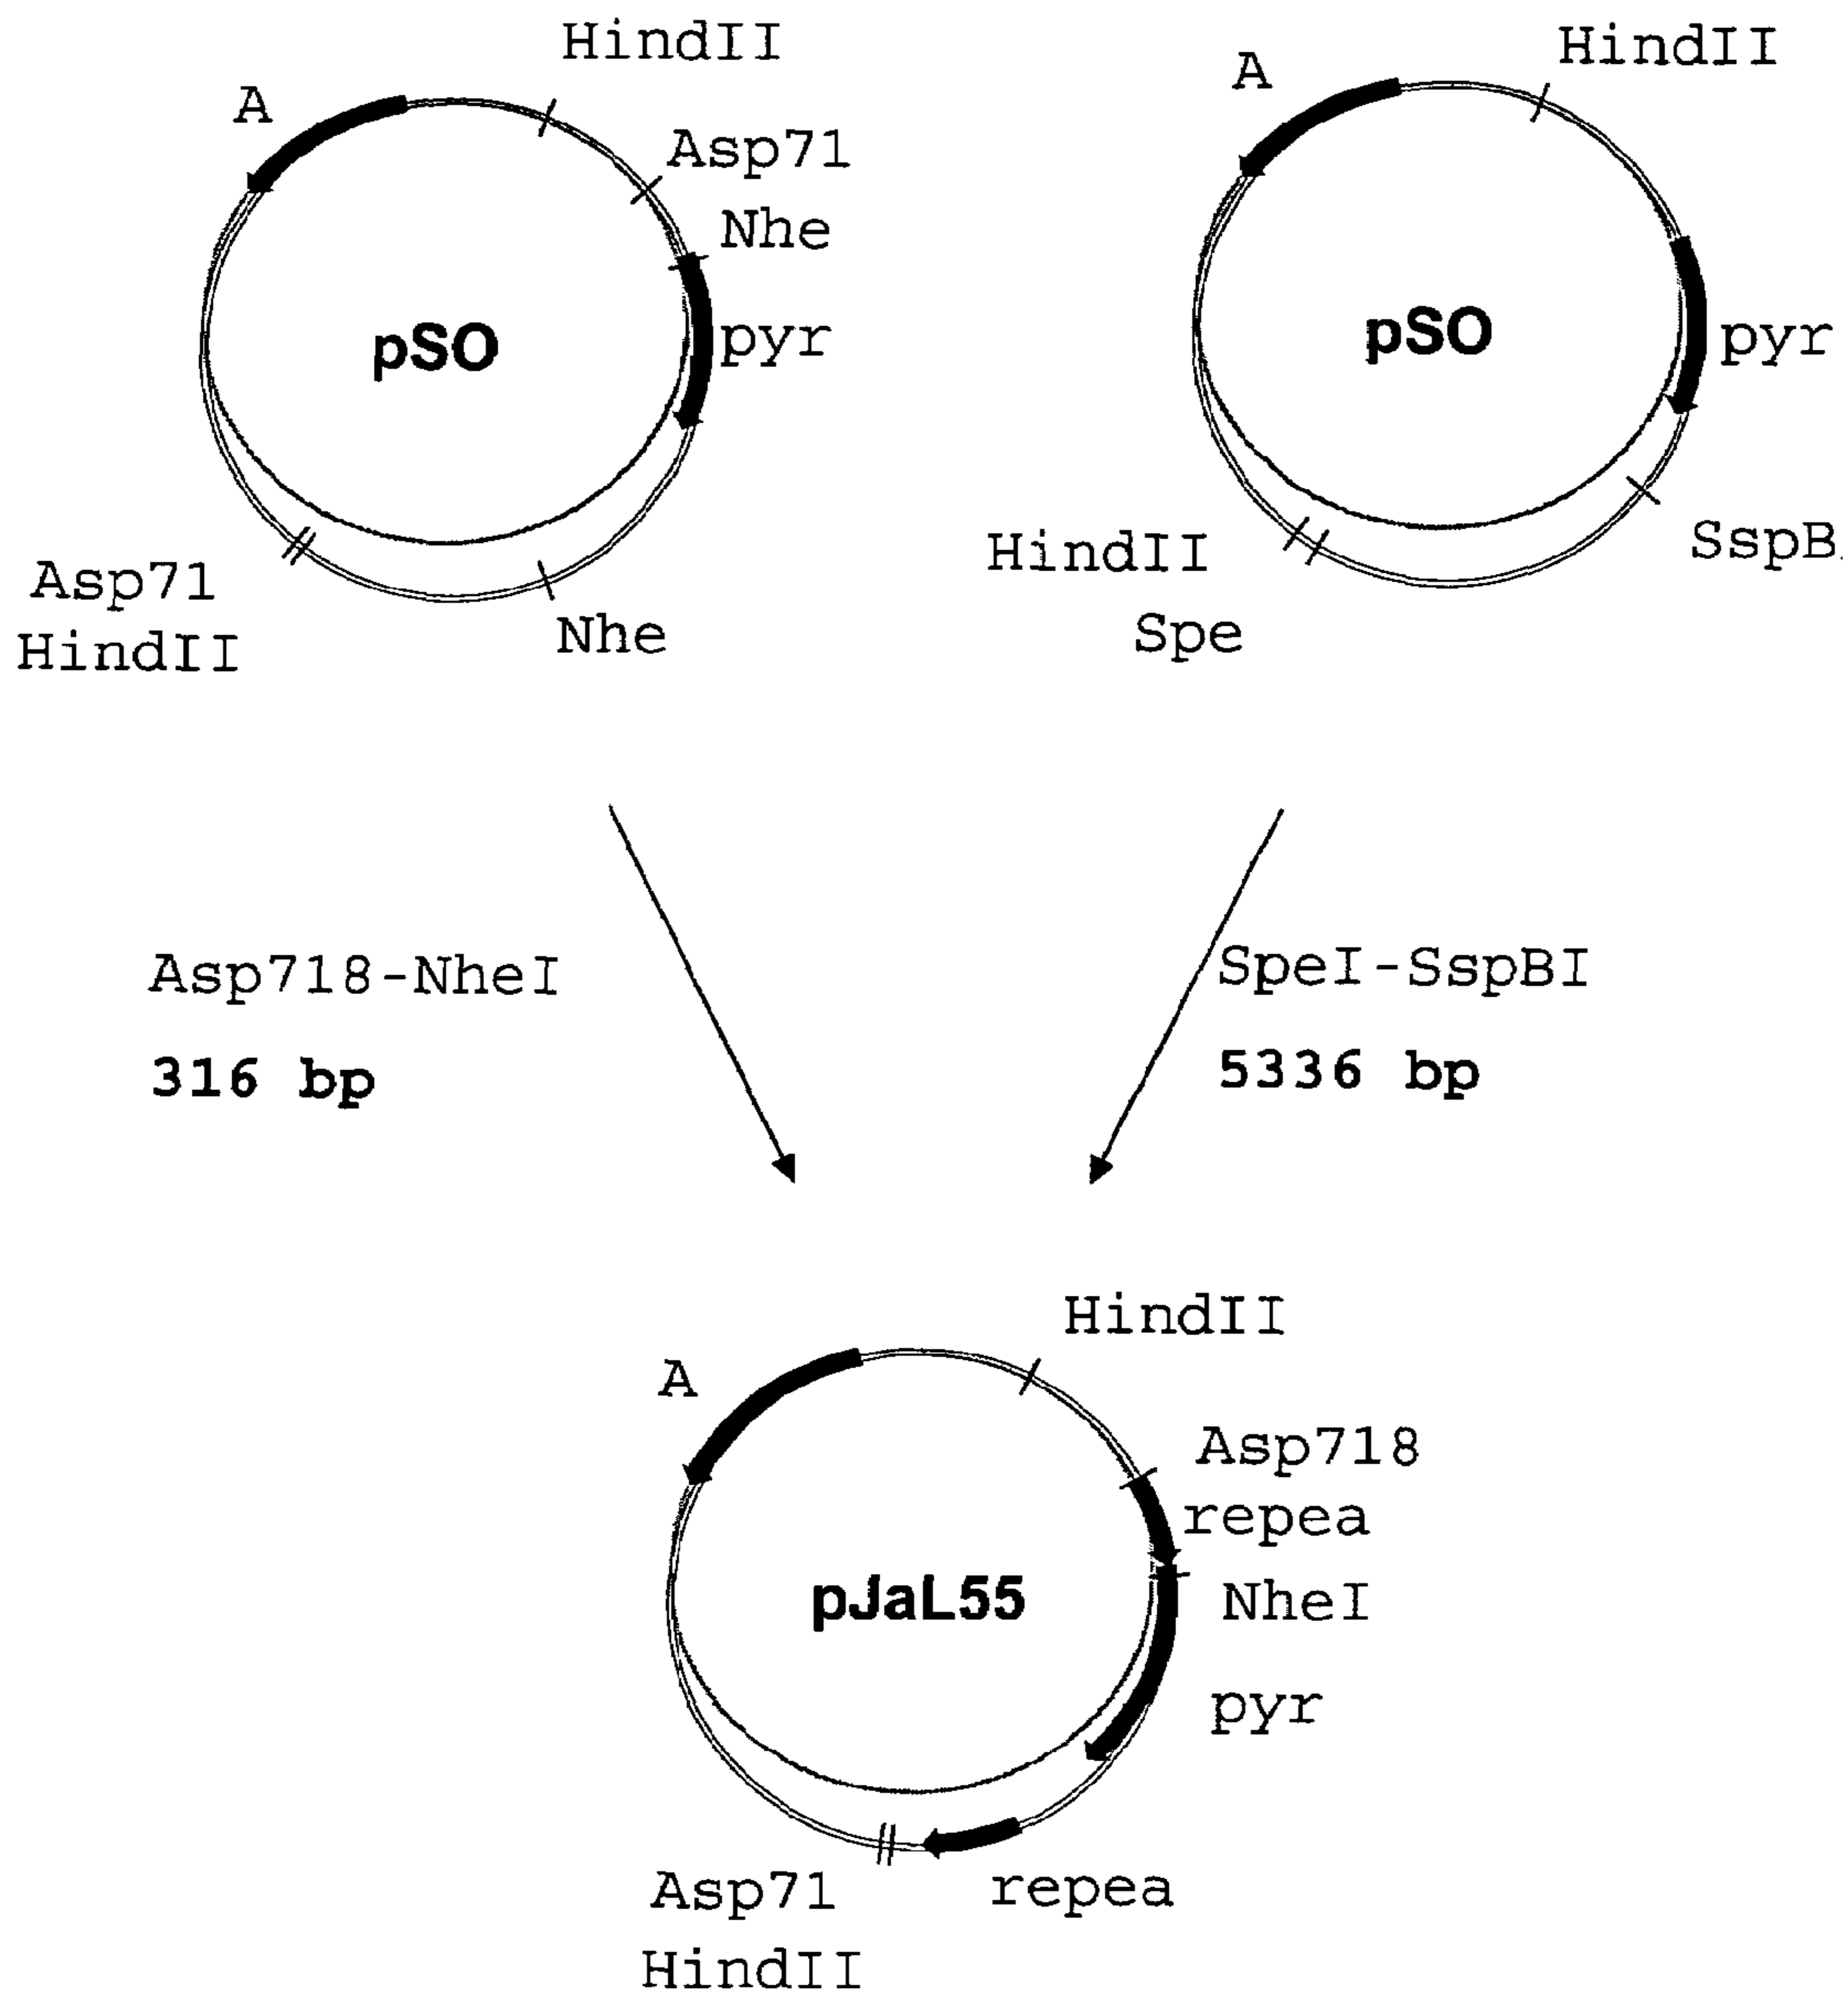 HindII
A
Asp71
Nhe
pSO
pyr
Asp71
HindII
Nhe
HindII
A
pSO
pyr
HindII
SspB
Spe
Asp718-NheI
316 bp
SpeI-SspBI
5336 bp
HindII
A
Asp718
repea
NheI
pJaL55
pyr
Asp71
repea
HindII